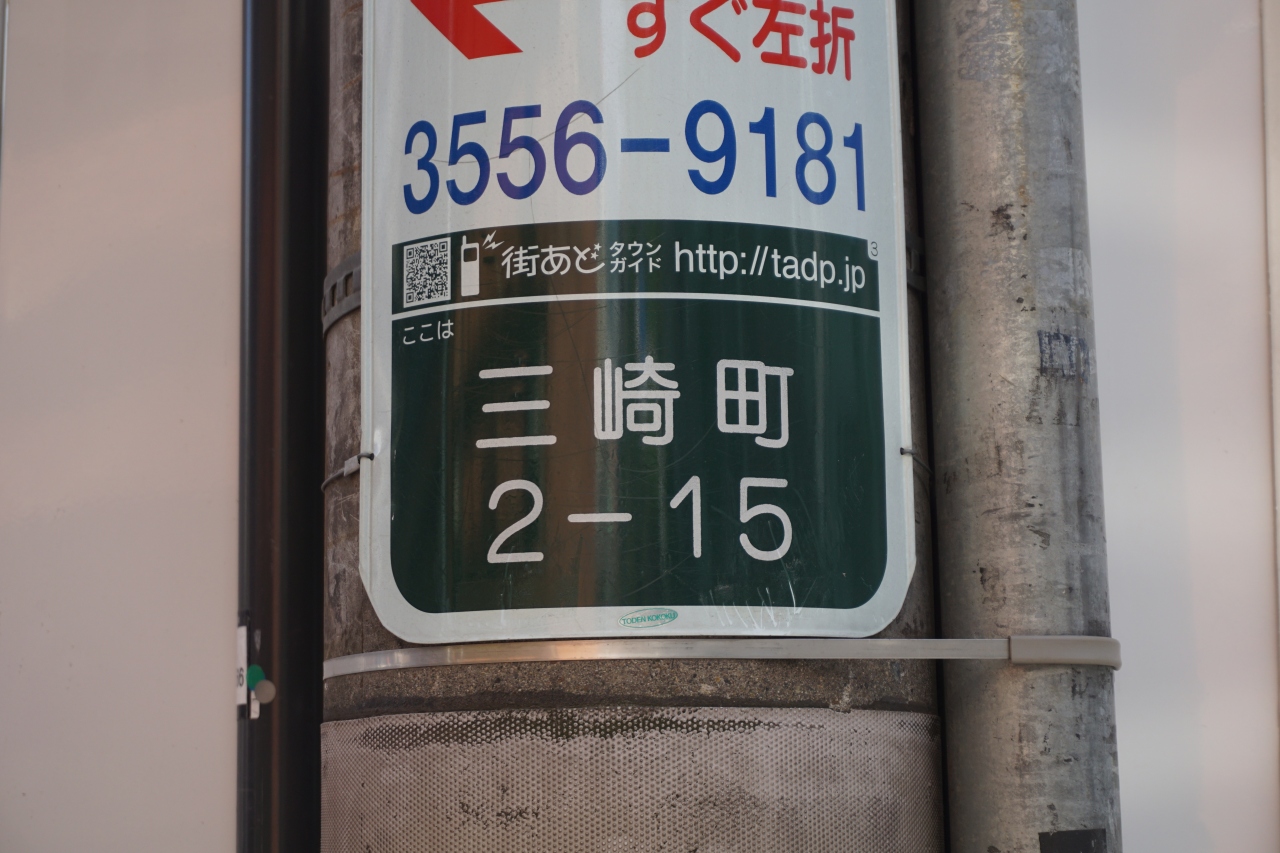 すぐ左折
3556-9181
街あど タウンガイド http://tadp.jp
3
ここは
三崎町
2-15
TODEN KOKOKU